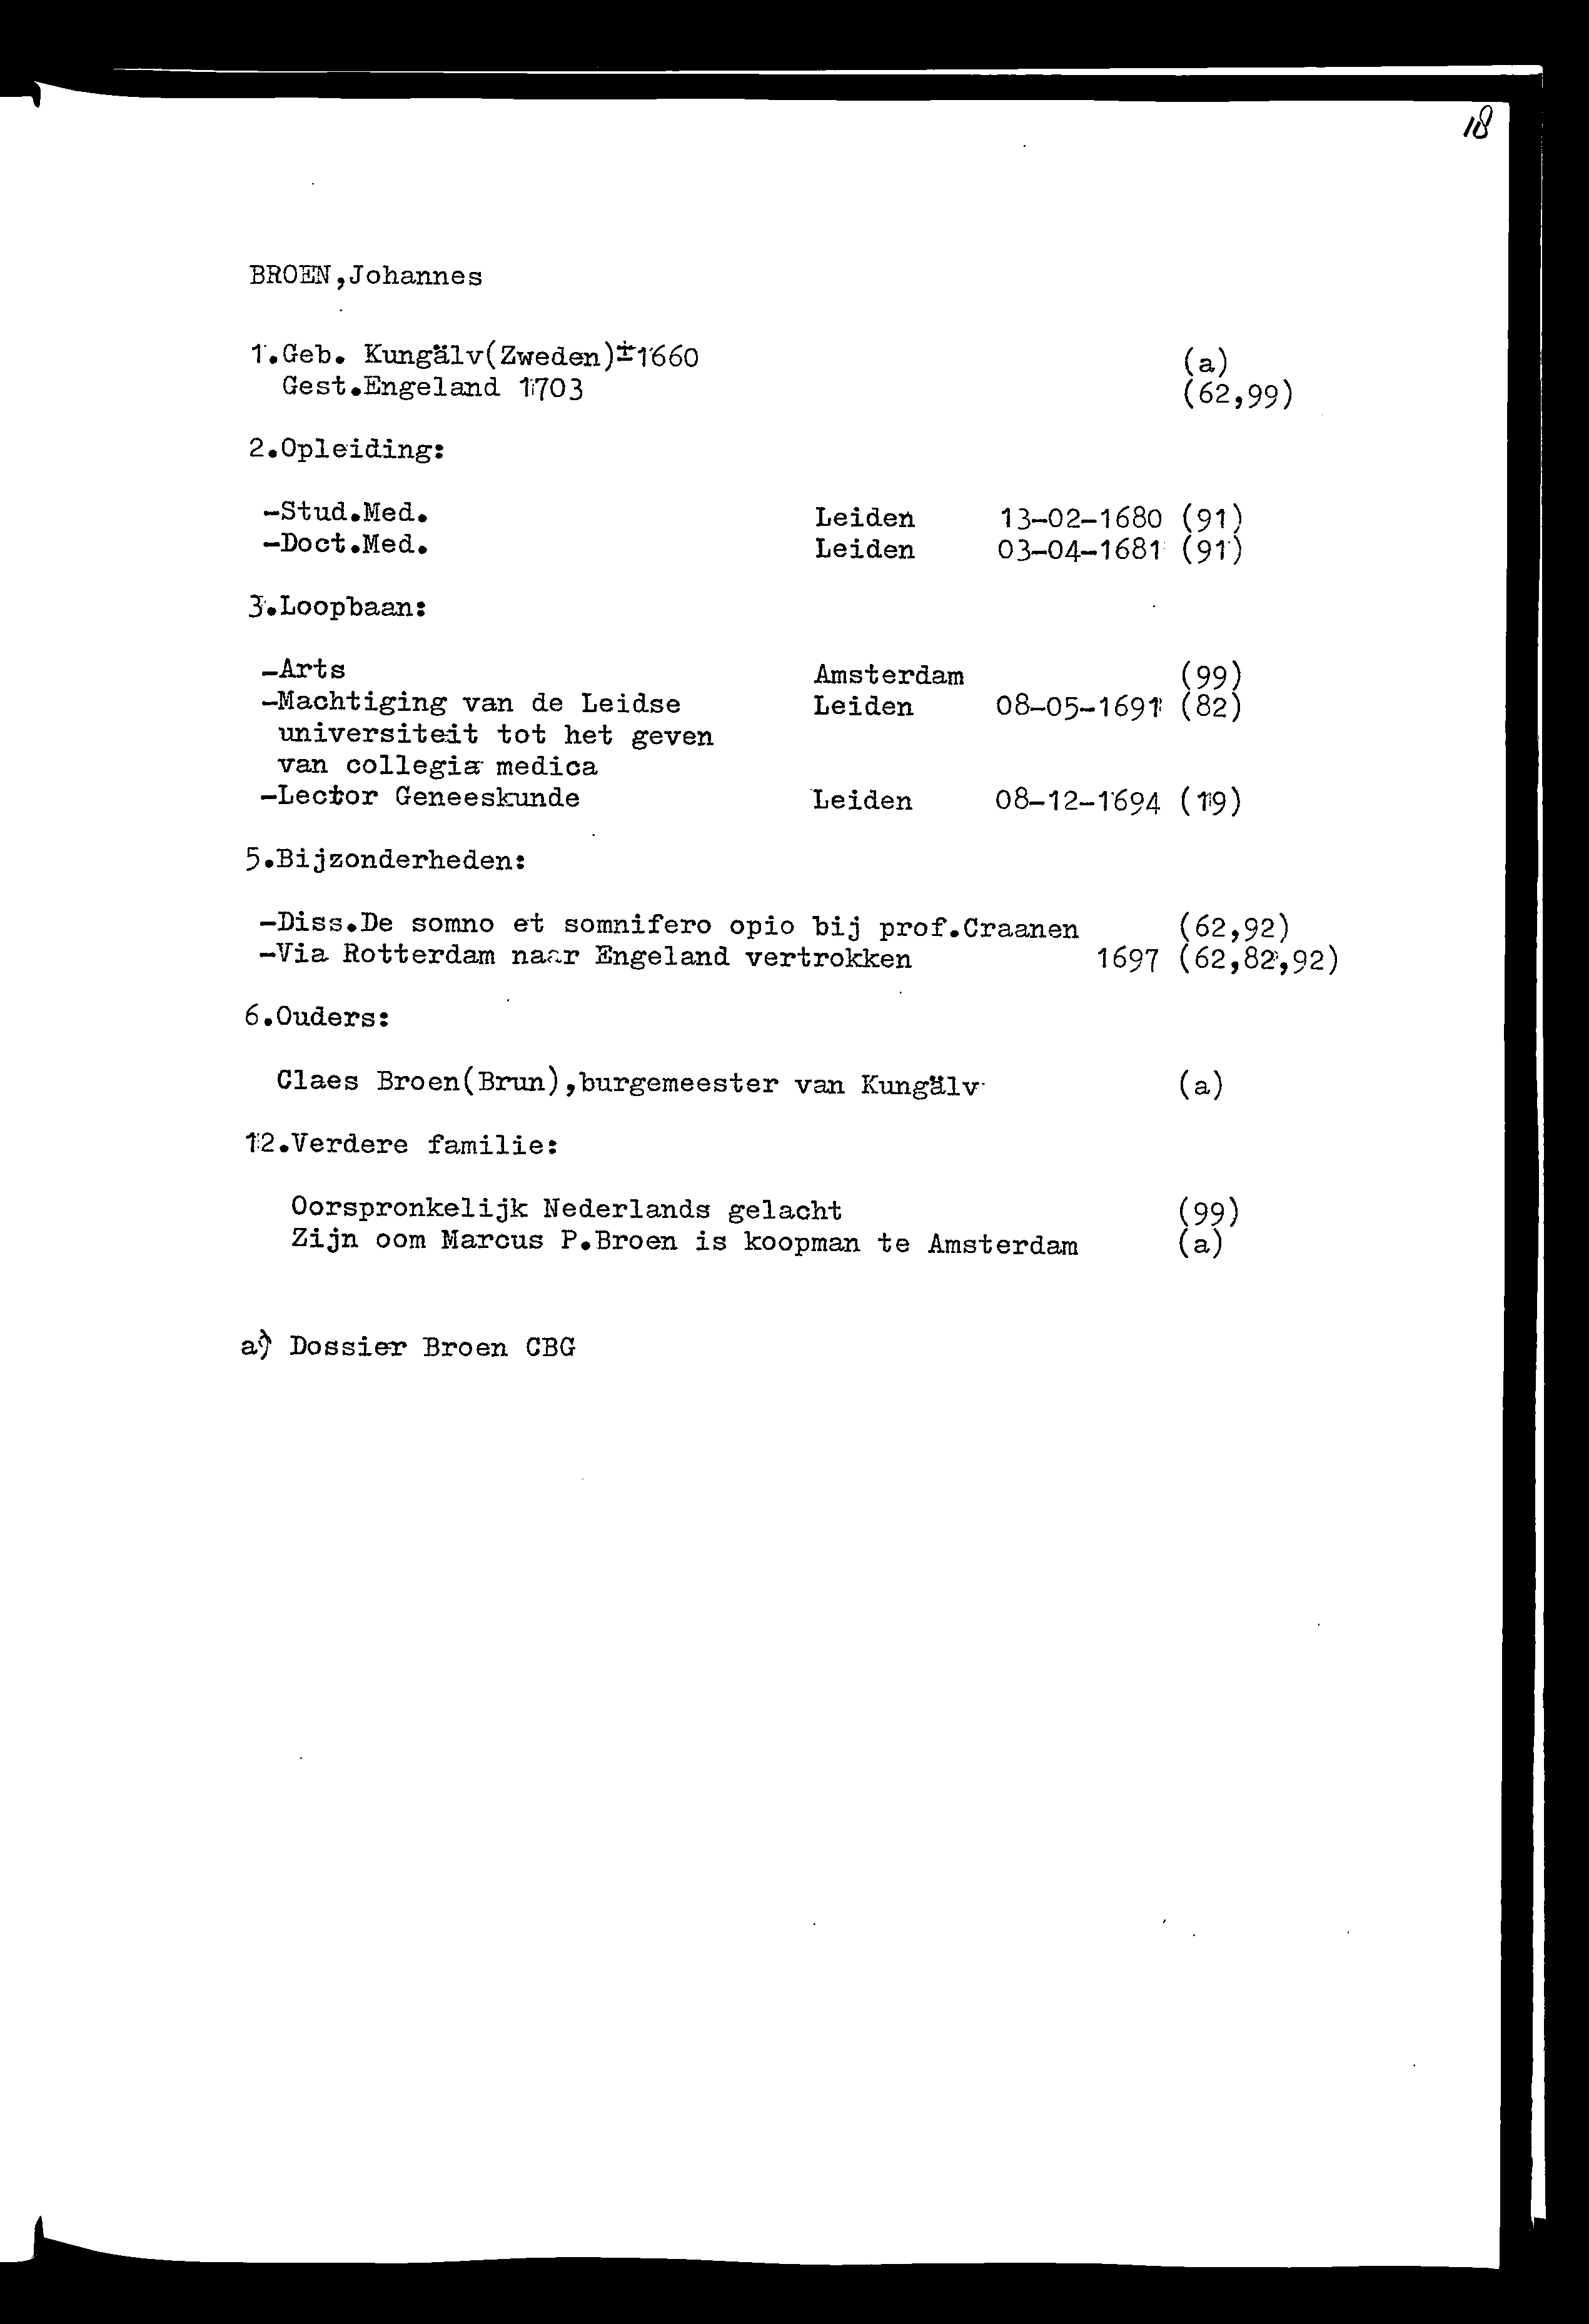 18
BROEN,Johannes
1.Geb. Kungälv(Zweden)±1660 (a)
Gest.Engeland 1703 (62,99)
2.Opleiding:
-Stud.Med. Leiden 13-02-1680 (91)
-Doct.Med. Leiden 03-04-1681 (91)
3.Loopbaan:
-Arts Amsterdam (99)
-Machtiging van de Leidse Leiden 08-05-1691 (82)
universiteit tot het geven
van collegia medica
-Lector Geneeskunde Leiden 08-12-1694 (19)
5.Bijzonderheden:
-Diss.De somno et somnifero opio bij prof.Craanen (62,92)
-Via Rotterdam naar Engeland vertrokken 1697 (62,82,92)
6.Ouders:
Claes Broen(Brun),burgemeester van Kungälv (a)
12.Verdere familie:
Oorspronkelijk Nederlands gelacht (99)
Zijn oom Marcus P.Broen is koopman te Amsterdam (a)
a) Dossier Broen CBG